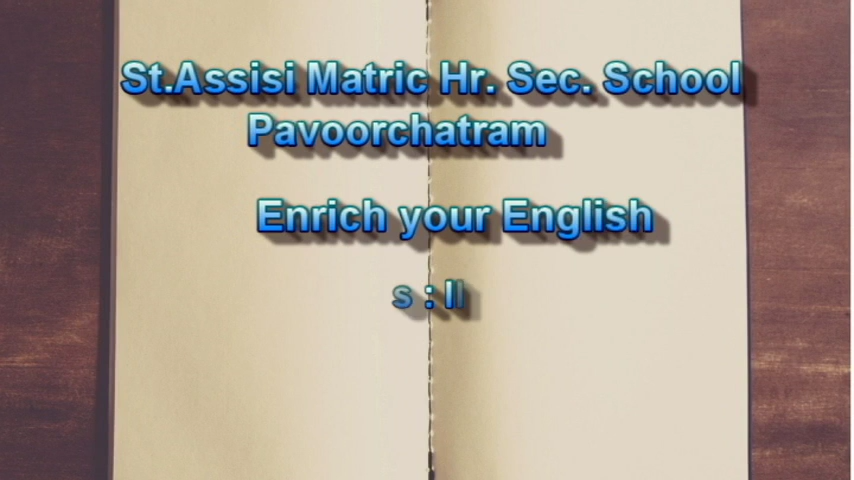 St.Assisi Matric Hr. Sec. School
Pavoorchatram
Enrich your English
s : II